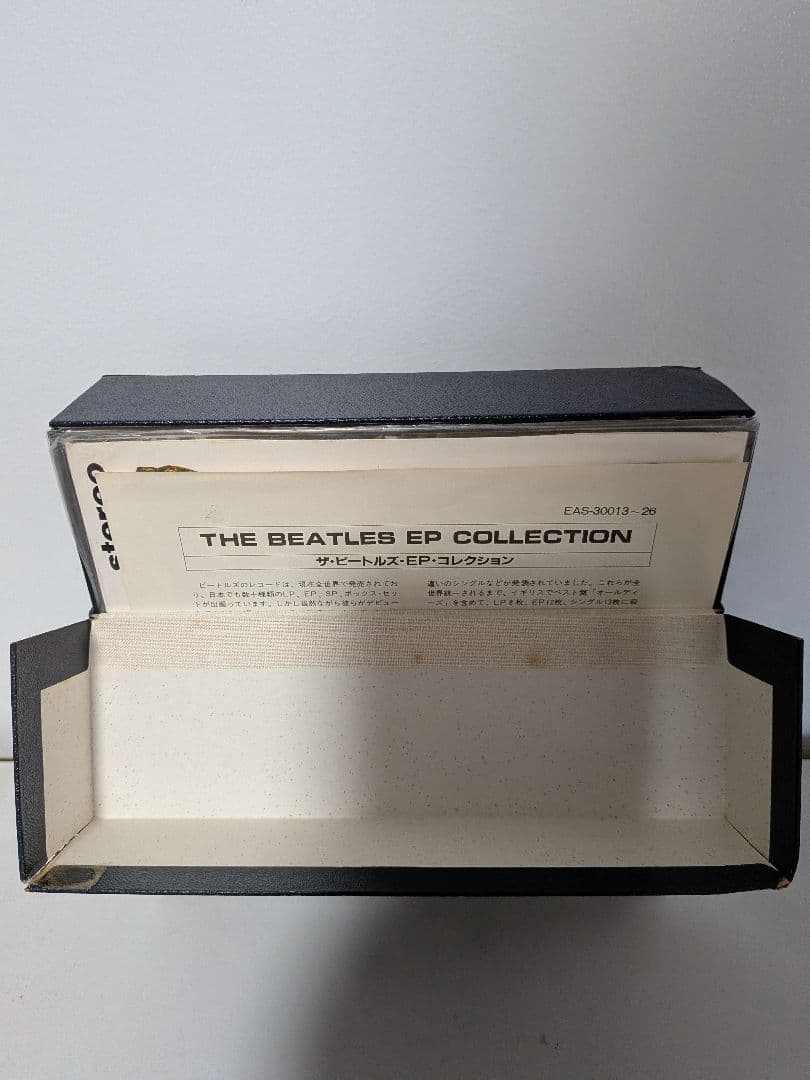 stereo
EAS-30013～26
THE BEATLES EP COLLECTION
ザ・ビートルズ・EP・コレクション
ビートルズのレコードは、現在全世界で発売されてお
り、日本でも数十種類のLP、EP、SP、ボックス・セッ
トが出廻っています。しかし当然ながら彼らがデビュー
違いのシングルなどが発表されていました。これらが全
世界統一されるまで、イギリスでベスト盤「オールディ
ーズ」を含めて、LP8枚、EP12枚、シングル13枚に収